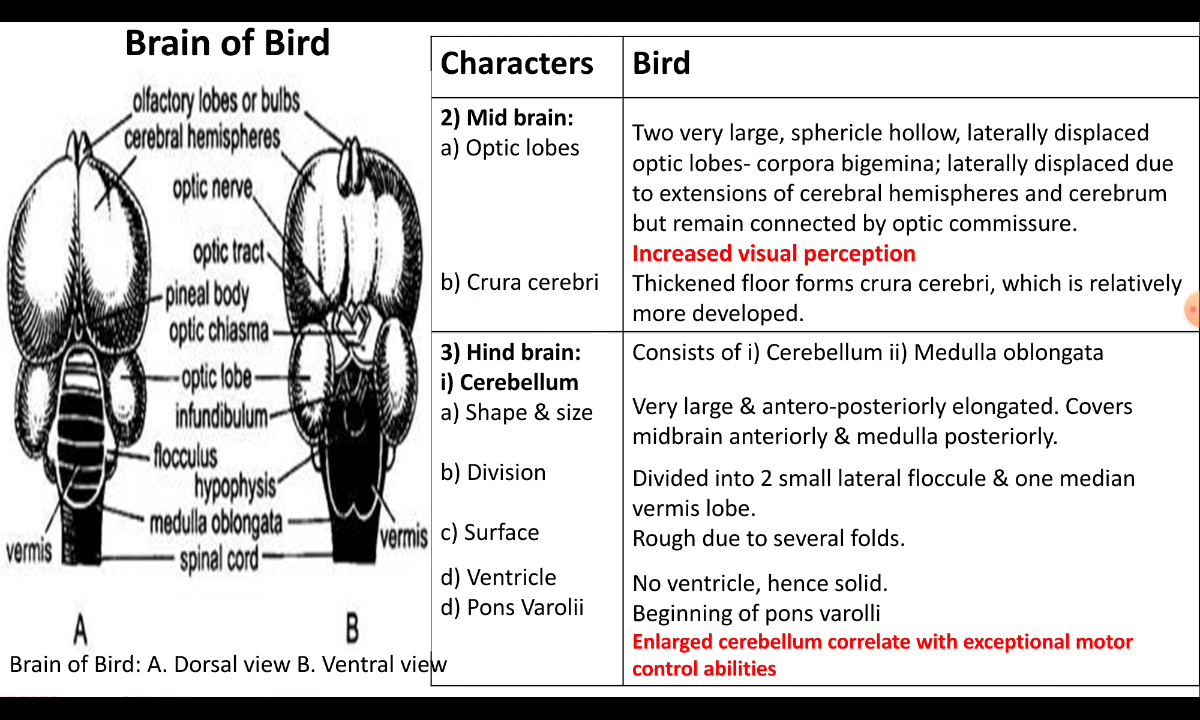 Brain of Bird
olfactory lobes or bulbs
cerebral hemispheres
optic nerve
optic tract
pineal body
optic chiasma
optic lobe
infundibulum
flocculus
hypophysis
medulla oblongata
vermis
vermis
spinal cord
A
B
Brain of Bird: A. Dorsal view B. Ventral view
Characters
Bird
2) Mid brain:
a) Optic lobes
Two very large, sphericle hollow, laterally displaced
optic lobes- corpora bigemina; laterally displaced due
to extensions of cerebral hemispheres and cerebrum
but remain connected by optic commissure.
Increased visual perception
b) Crura cerebri
Thickened floor forms crura cerebri, which is relatively
more developed.
3) Hind brain:
Consists of i) Cerebellum ii) Medulla oblongata
i) Cerebellum
a) Shape & size
Very large & antero-posteriorly elongated. Covers
midbrain anteriorly & medulla posteriorly.
b) Division
Divided into 2 small lateral floccule & one median
vermis lobe.
c) Surface
Rough due to several folds.
d) Ventricle
No ventricle, hence solid.
d) Pons Varolii
Beginning of pons varolli
Enlarged cerebellum correlate with exceptional motor
control abilities